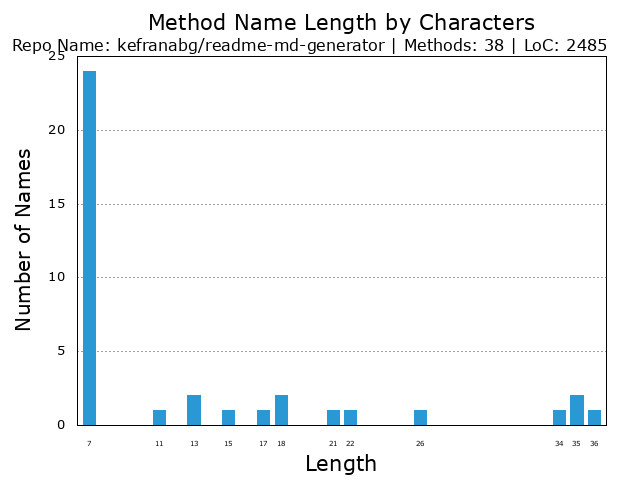 Method Name Length by Characters
Repo Name: kefranabg/readme-md-generator | Methods: 38 | LoC: 2485
25
20
15
10
5
0
Number of Names
7 11 13 15 17 18 21 22 26 34 35 36
Length